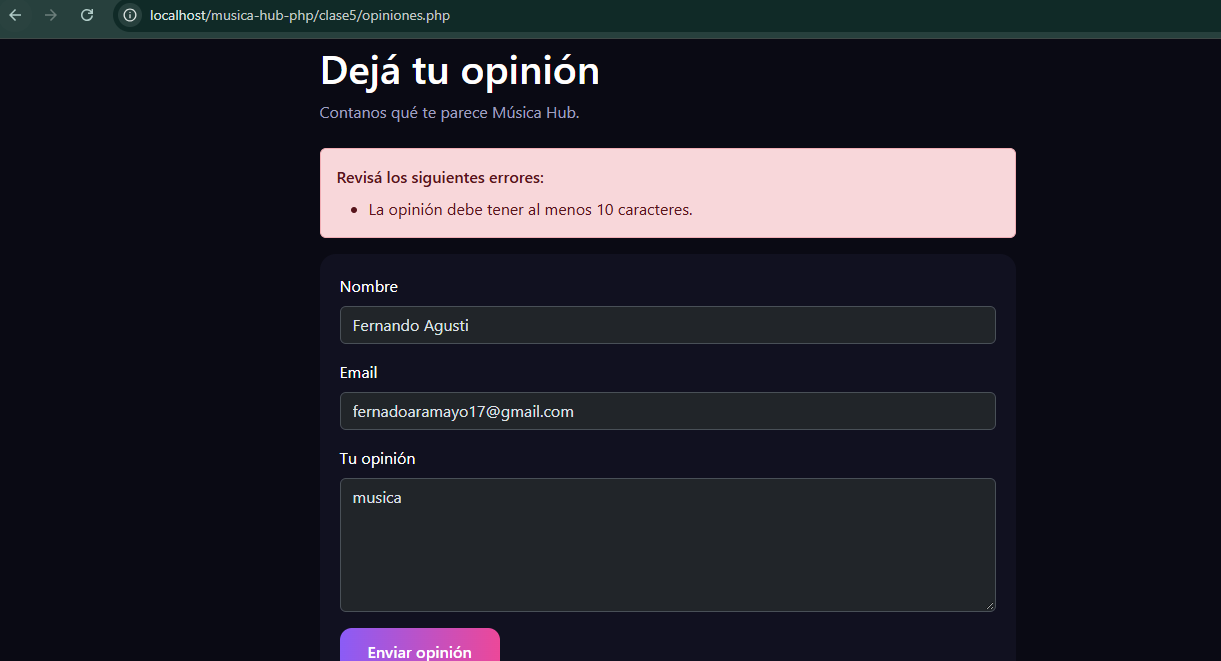 localhost/musica-hub-php/clase5/opiniones.php
Dejá tu opinión
Contanos qué te parece Música Hub.
Revisá los siguientes errores:
• La opinión debe tener al menos 10 caracteres.
Nombre
Fernando Agusti
Email
fernadoaramayo17@gmail.com
Tu opinión
musica
Enviar opinión